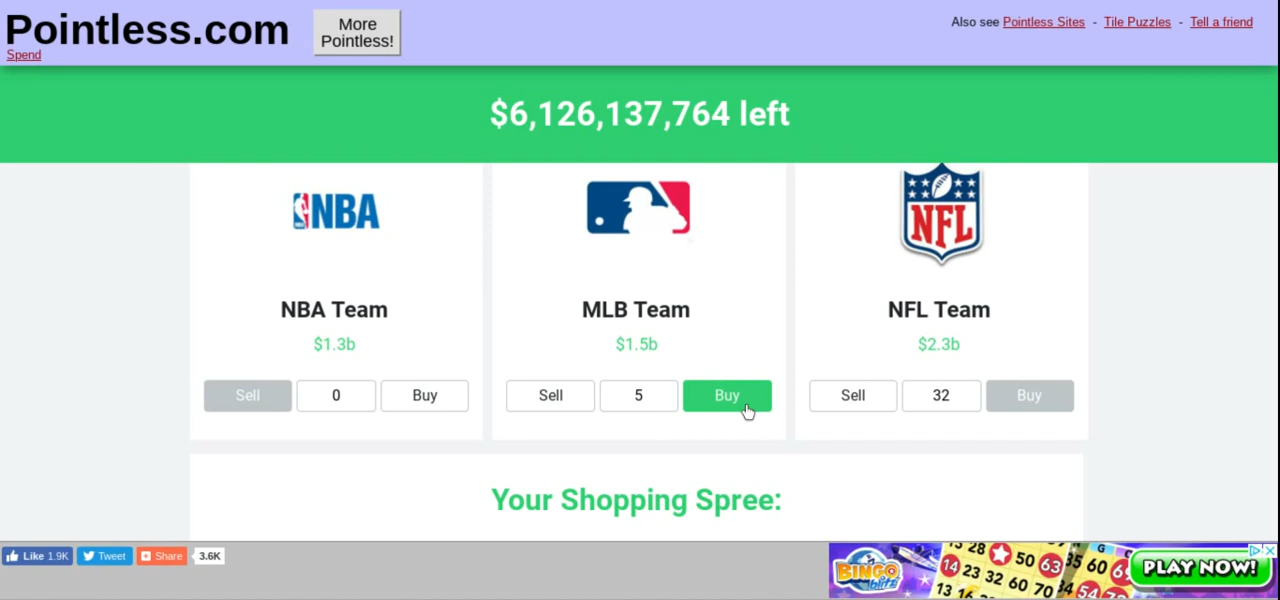 Pointless.com
More
Pointless!
Also see Pointless Sites - Tile Puzzles - Tell a friend
Spend
$6,126,137,764 left
NBA
NFL
NBA Team
MLB Team
NFL Team
$1.3b
$1.5b
$2.3b
Sell 0 Buy
Sell 5 Buy
Sell 32 Buy
Your Shopping Spree:
Like 1.9K
Tweet
Share
3.6K
BINGO
blitz
PLAY NOW!